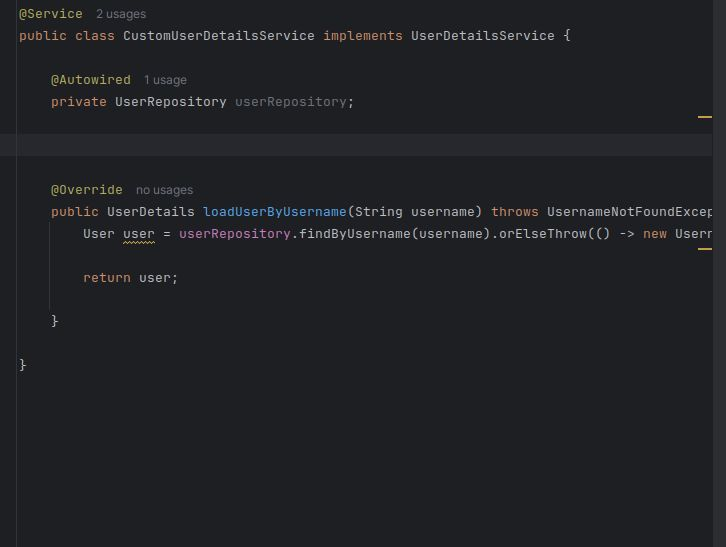 @Service 2 usages
public class CustomUserDetailsService implements UserDetailsService {
@Autowired 1 usage
private UserRepository userRepository;
@Override no usages
public UserDetails loadUserByUsername(String username) throws UsernameNotFoundExcep
User user = userRepository.findByUsername(username).orElseThrow(() -> new Usern
return user;
}
}